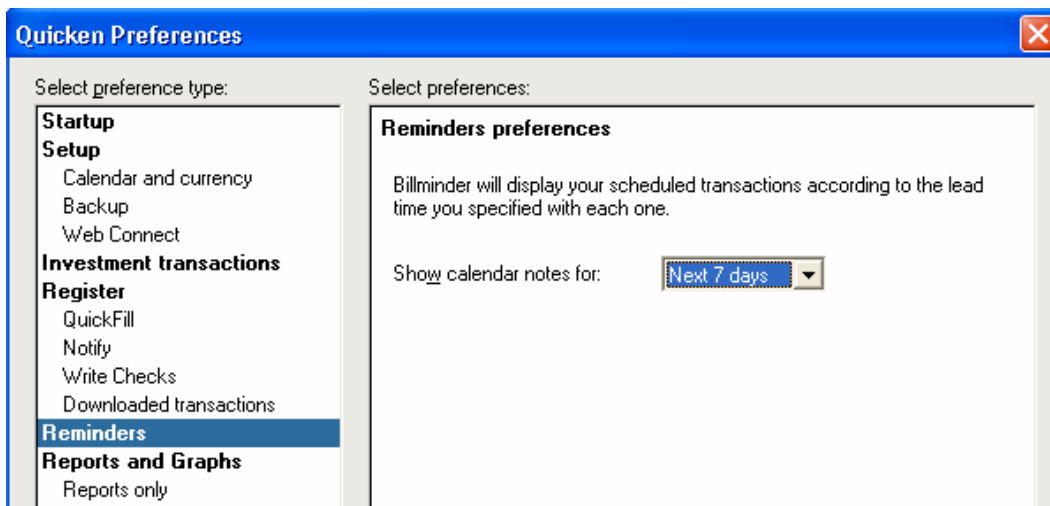 Quicken Preferences
Select preference type:
Startup
Setup
Calendar and currency
Backup
Web Connect
Investment transactions
Register
QuickFill
Notify
Write Checks
Downloaded transactions
Reminders
Reports and Graphs
Reports only
Select preferences:
Reminders preferences
Billminder will display your scheduled transactions according to the lead
time you specified with each one.
Show calendar notes for:
Next 7 days